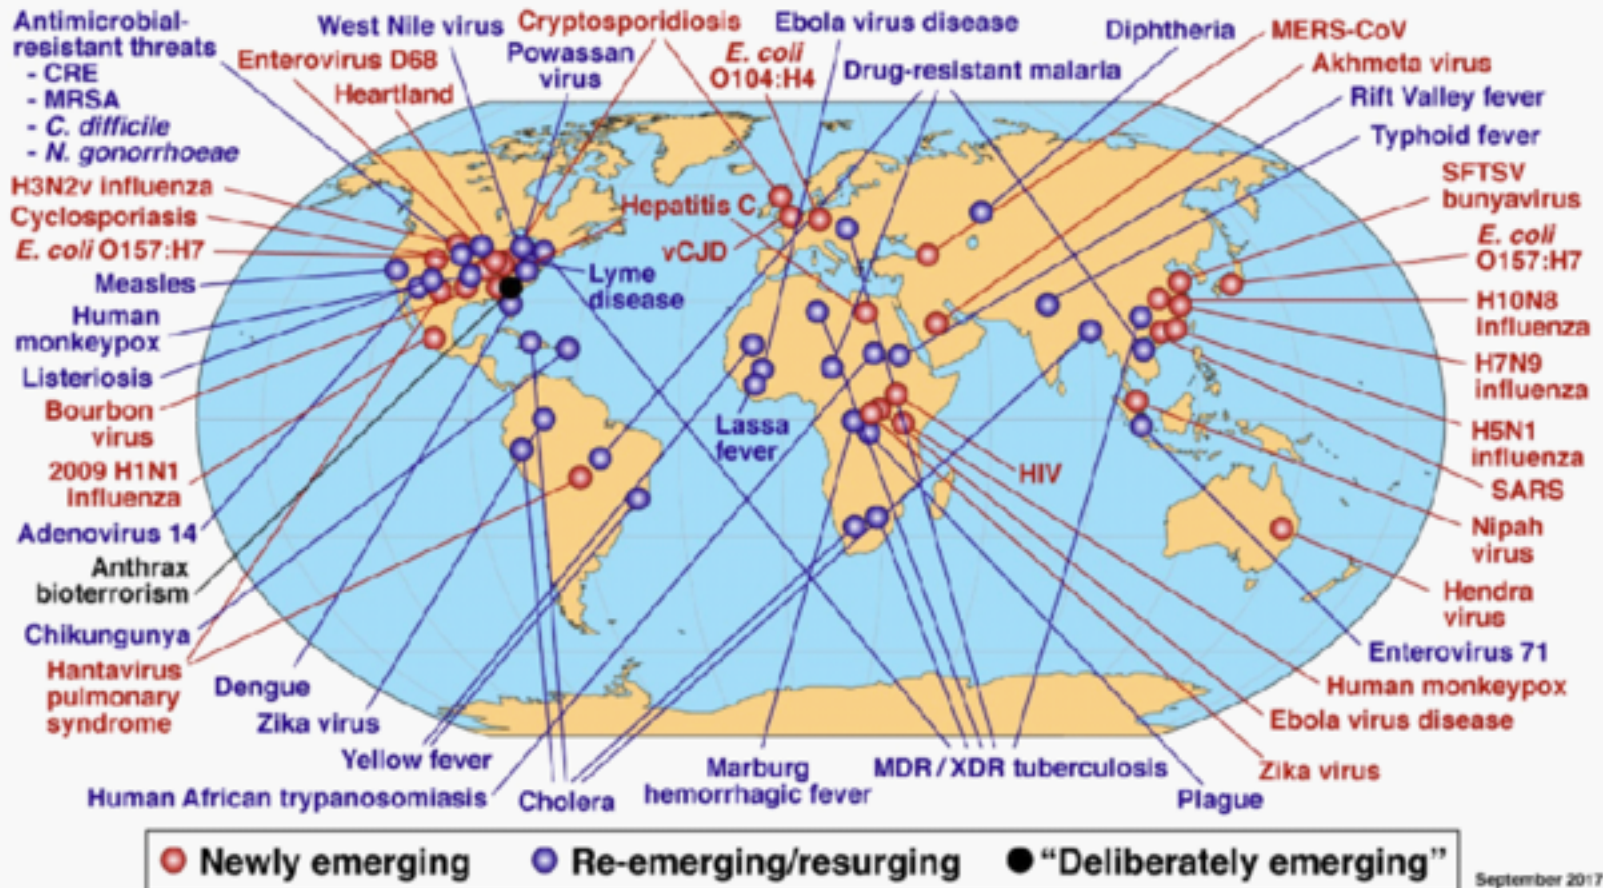 Antimicrobial-
resistant threats
- CRE
- MRSA
- C. difficile
- N. gonorrhoeae
West Nile virus
Enterovirus D68
Heartland
Cryptosporidiosis
Powassan
virus
E. coli
O104:H4
Ebola virus disease
Drug-resistant malaria
Diphtheria
MERS-CoV
Akhmeta virus
Rift Valley fever
Typhoid fever
SFTSV
bunyavirus
E. coli
O157:H7
H10N8
influenza
H7N9
influenza
H5N1
influenza
SARS
Nipah
virus
Hendra
virus
Enterovirus 71
Human monkeypox
Ebola virus disease
Zika virus
Plague
H3N2v influenza
Cyclosporiasis
E. coli O157:H7
Measles
Human
monkeypox
Listeriosis
Bourbon
virus
2009 H1N1
influenza
Adenovirus 14
Anthrax
bioterrorism
Chikungunya
Hantavirus
pulmonary
syndrome
Dengue
Zika virus
Yellow fever
Human African trypanosomiasis
Cholera
Marburg
hemorrhagic fever
MDR/XDR tuberculosis
Hepatitis C
vCJD
Lyme
disease
Lassa
fever
HIV
Newly emerging
Re-emerging/resurging
“Deliberately emerging”
September 2017